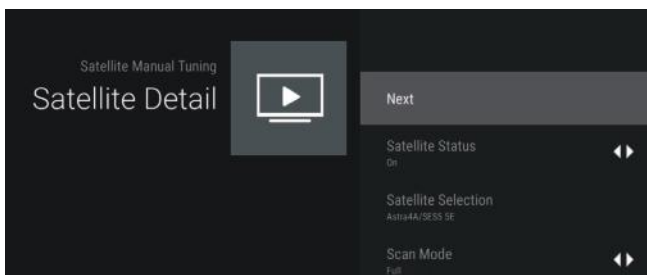 Satellite Manual Tuning
Satellite Detail
Next
Satellite Status
On
Satellite Selection
Astra4A/SES5 5E
Scan Mode
Full